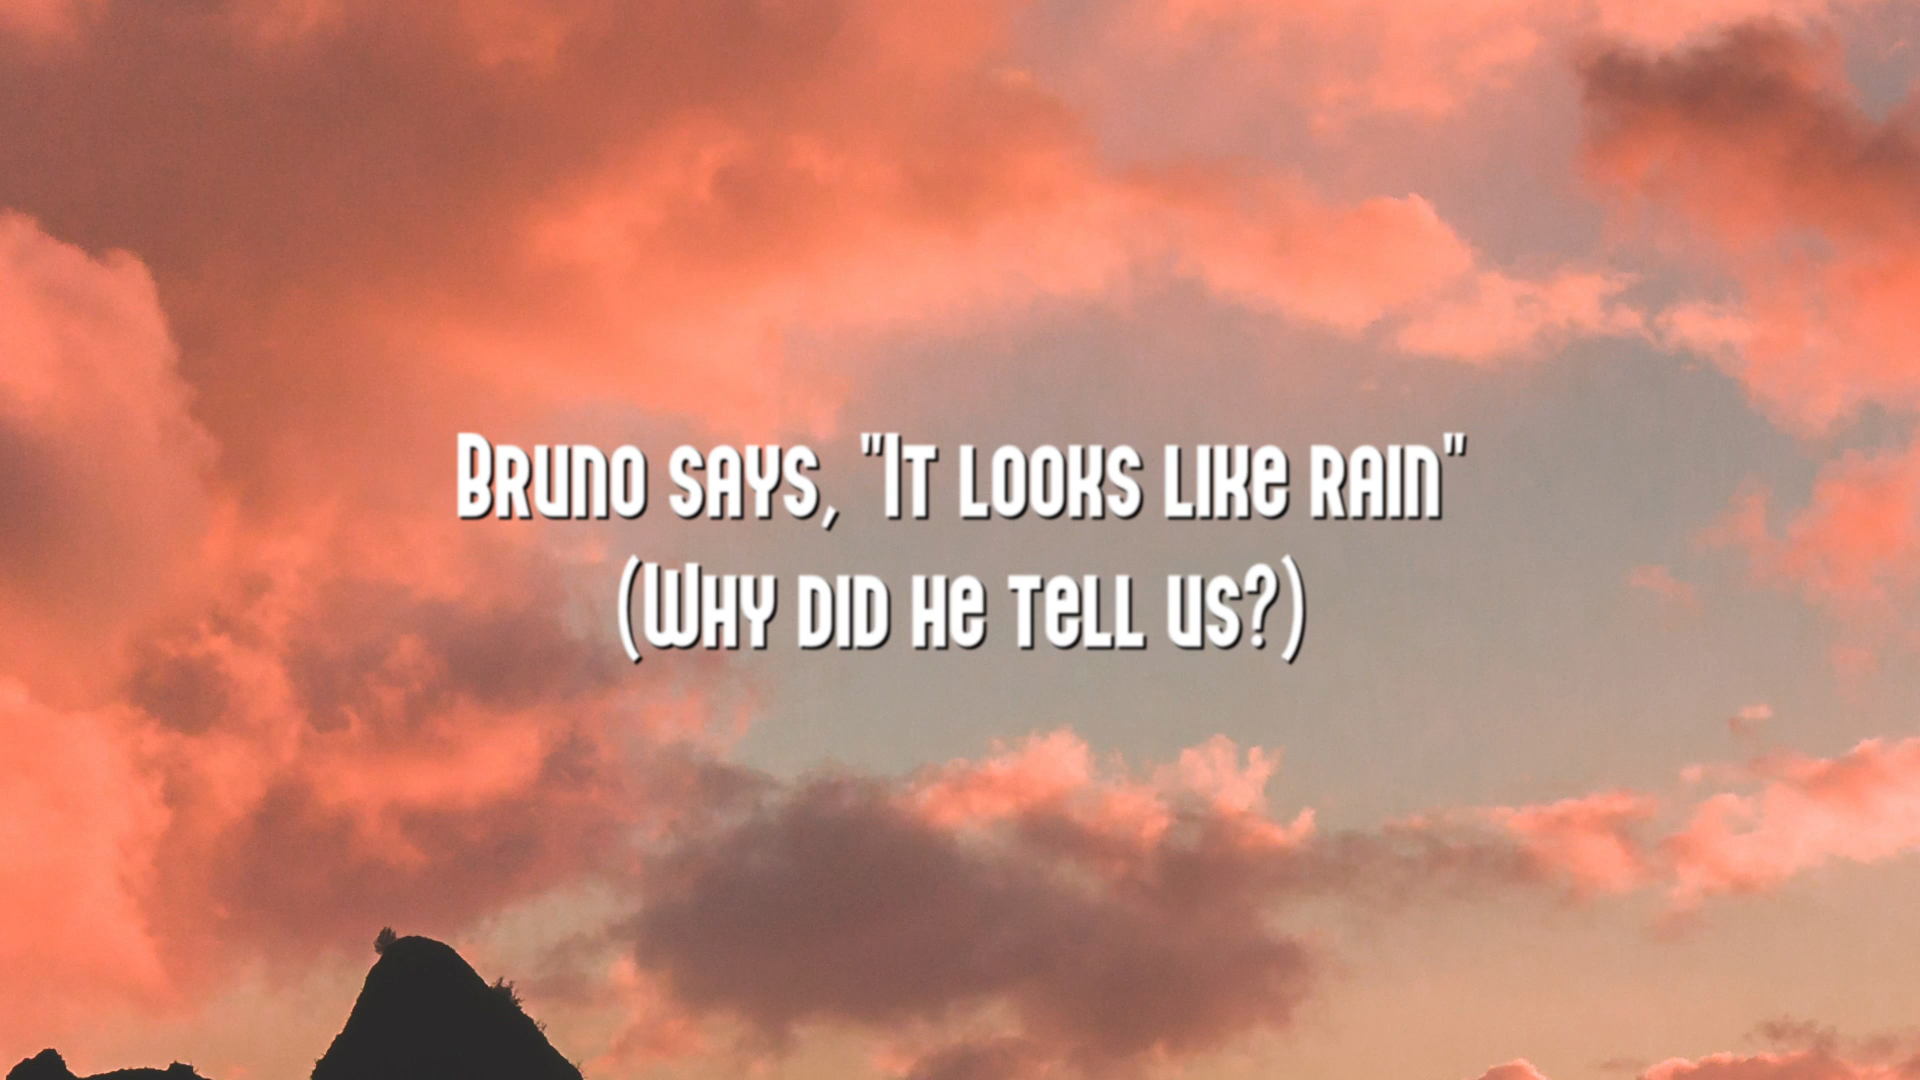 Bruno says, "It looks like rain"
(Why did he tell us?)